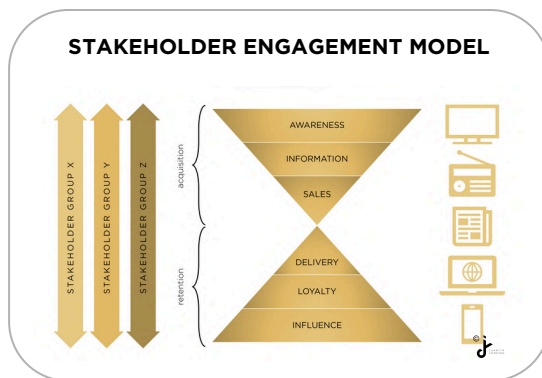 STAKEHOLDER ENGAGEMENT MODEL
STAKEHOLDER GROUP X
STAKEHOLDER GROUP Y
STAKEHOLDER GROUP Z
acquisition
retention
AWARENESS
INFORMATION
SALES
DELIVERY
LOYALTY
INFLUENCE
©